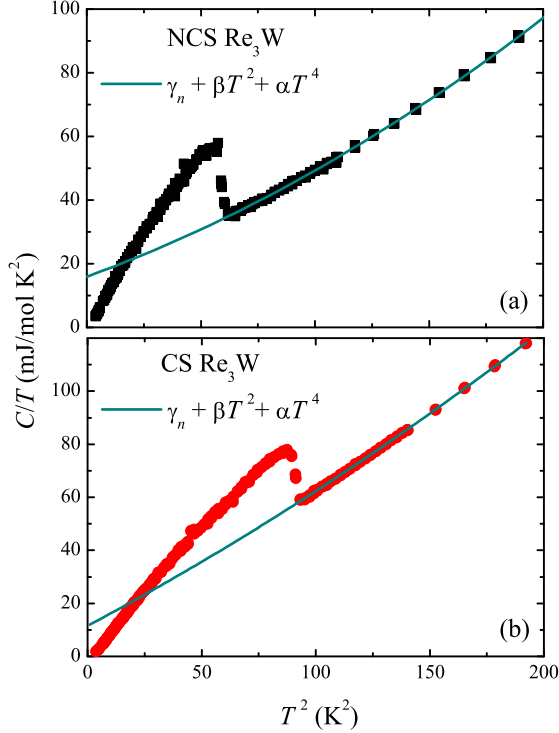 100
80
60
40
20
0
NCS Re₃W
γₙ + βT² + αT⁴
(a)
C/T (mJ/mol K²)
100
80
60
40
20
0
CS Re₃W
γₙ + βT² + αT⁴
(b)
0 50 100 150 200
T² (K²)